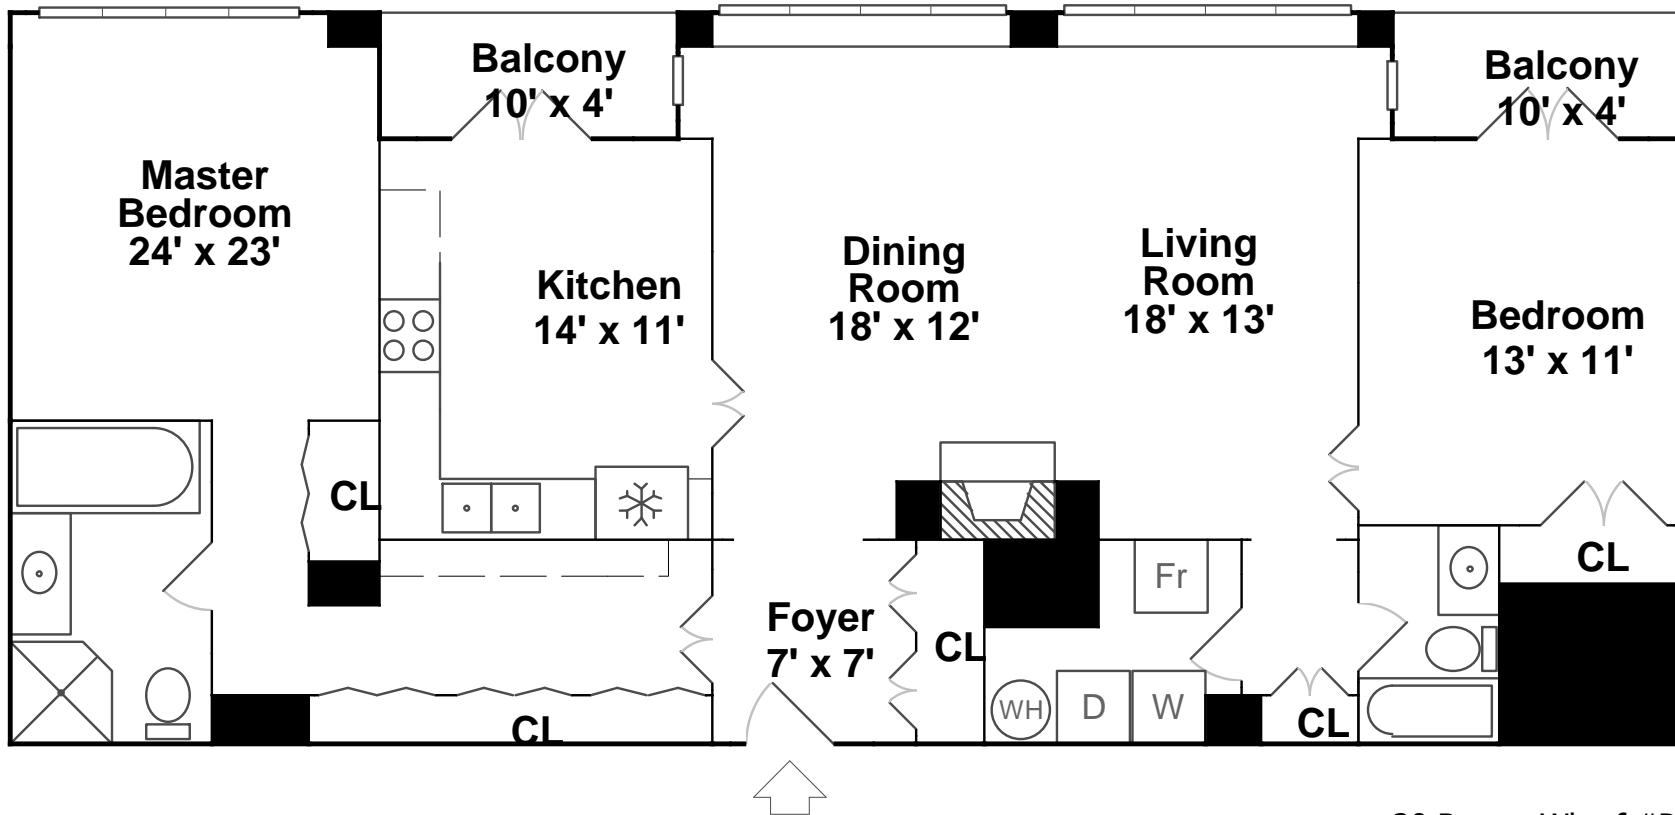 Balcony
10' x 4'
Balcony
10' x 4'
Master
Bedroom
24' x 23'
Kitchen
14' x 11'
Dining
Room
18' x 12'
Living
Room
18' x 13'
Bedroom
13' x 11'
CL
CL
Fr
Foyer
7' x 7'
CL
WH
D
W
CL
CL